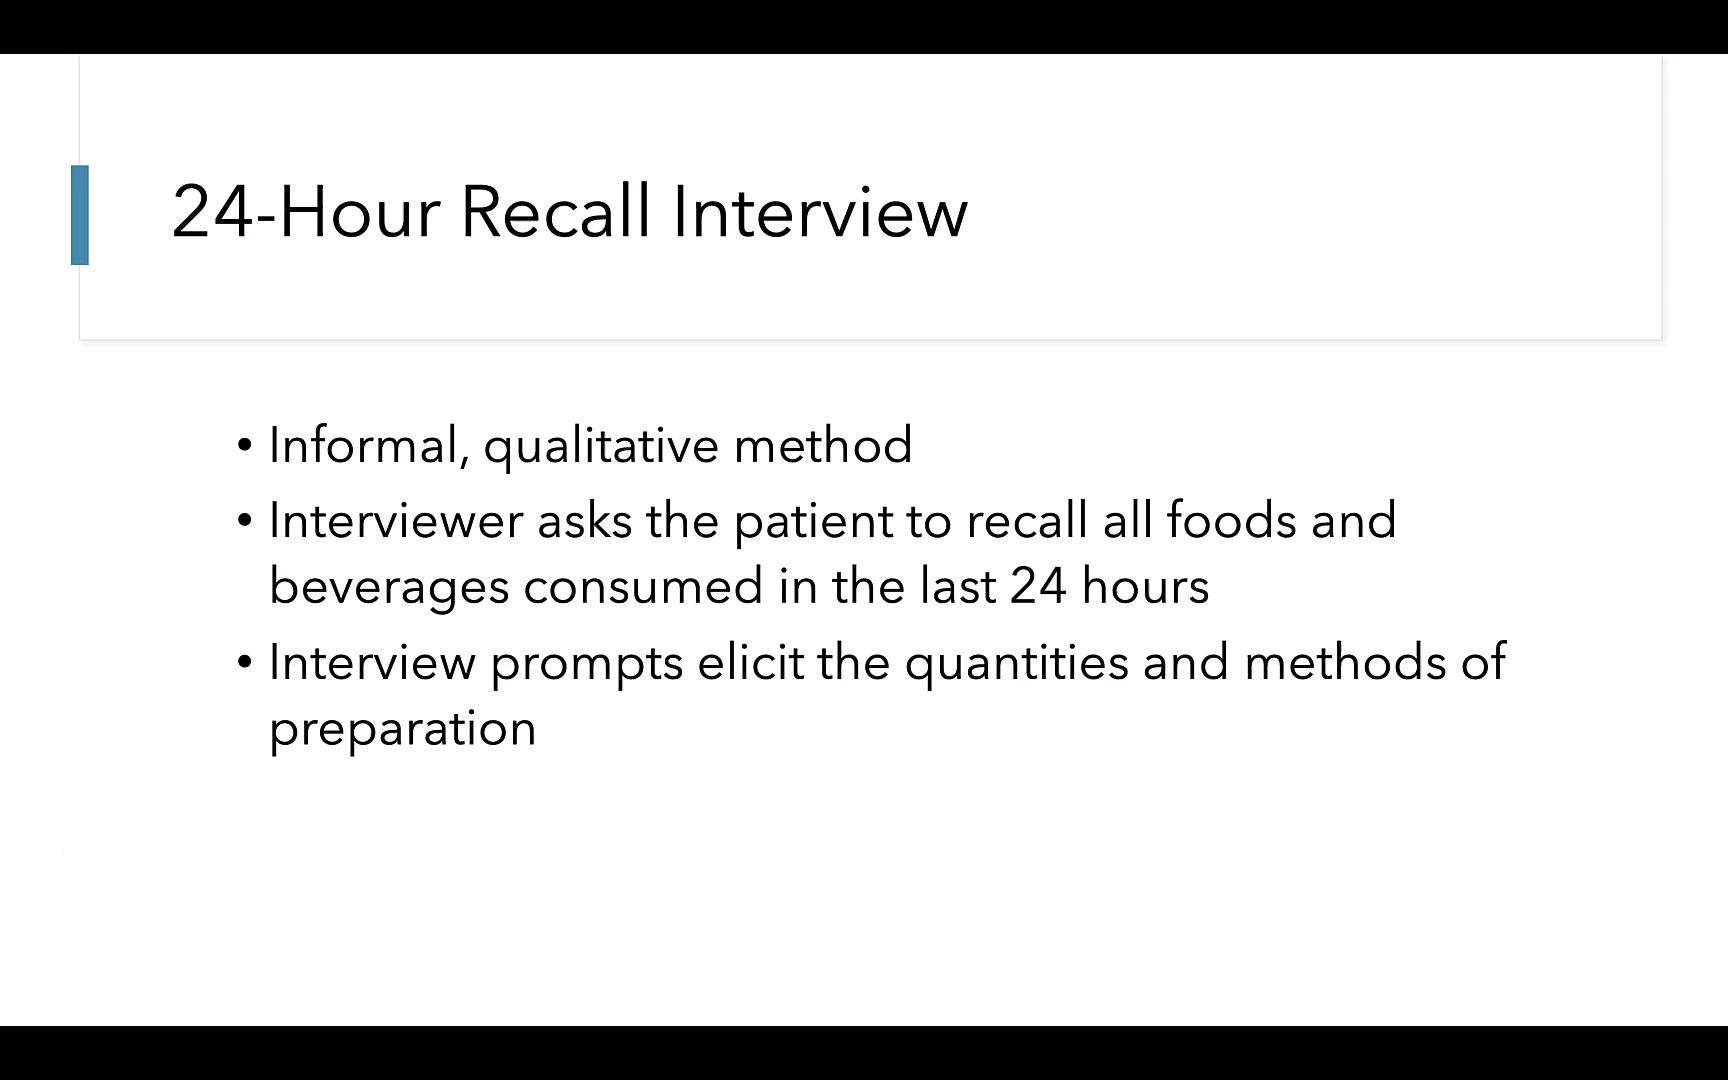 24-Hour Recall Interview
• Informal, qualitative method
• Interviewer asks the patient to recall all foods and
beverages consumed in the last 24 hours
• Interview prompts elicit the quantities and methods of
preparation